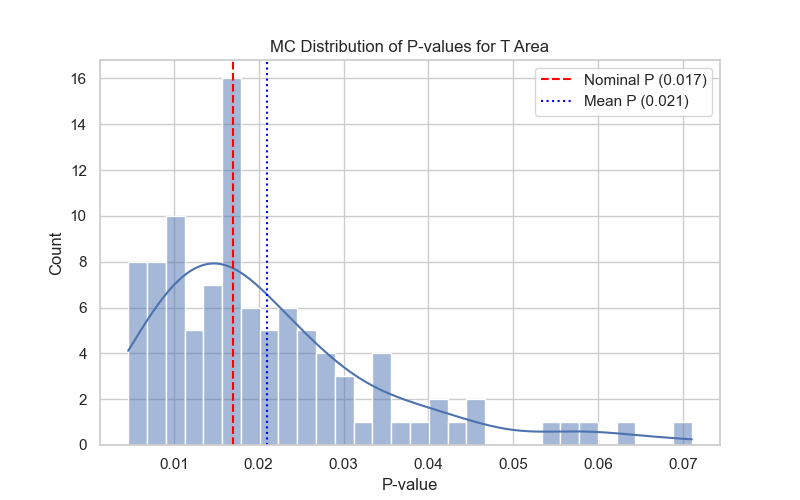 MC Distribution of P-values for T Area
Nominal P (0.017)
Mean P (0.021)
Count
16
14
12
10
8
6
4
2
0
0.01 0.02 0.03 0.04 0.05 0.06 0.07
P-value